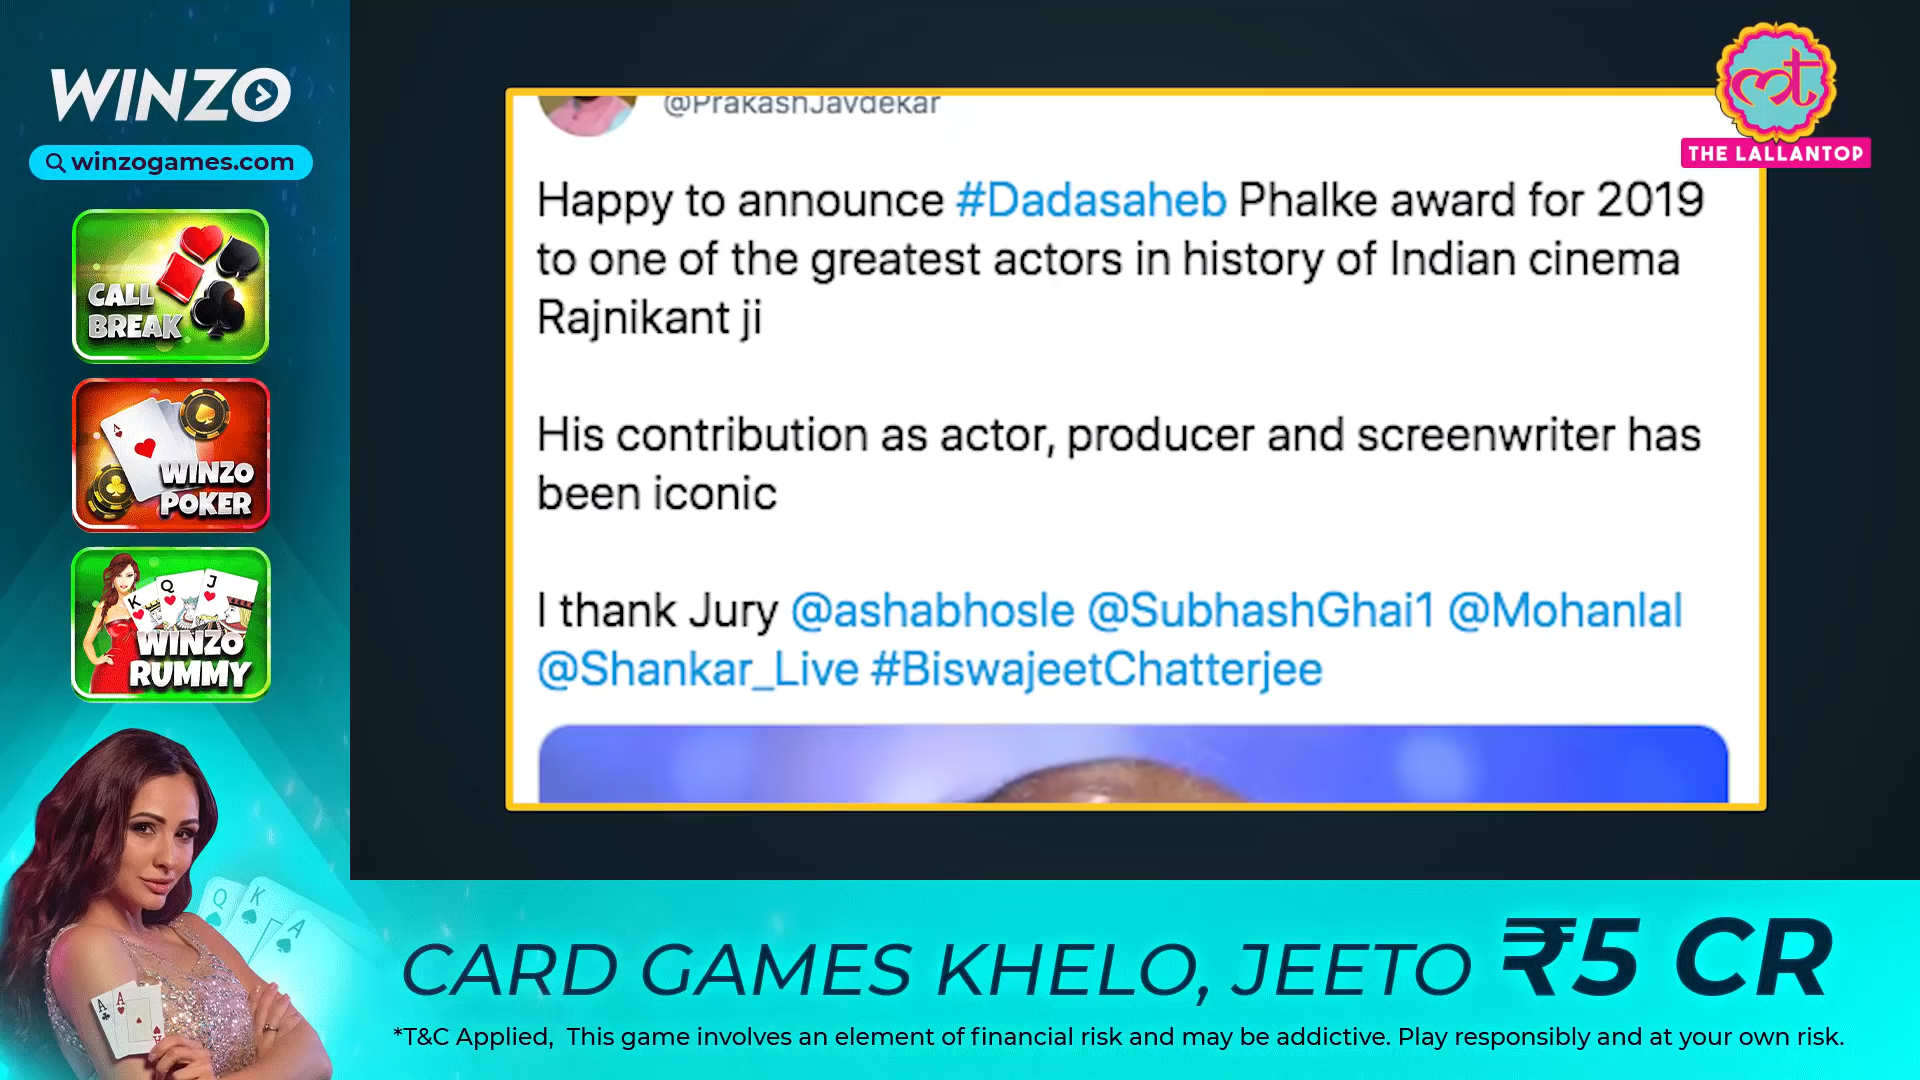 WINZO
winzogames.com
CALL
BREAK
WINZO
POKER
K Q J
WINZO
RUMMY
@PrakashJavdekar
THE LALLANTOP
Happy to announce #Dadasaheb Phalke award for 2019
to one of the greatest actors in history of Indian cinema
Rajnikant ji
His contribution as actor, producer and screenwriter has
been iconic
I thank Jury @ashabhosle @SubhashGhai1 @Mohanlal
@Shankar_Live #BiswajeetChatterjee
Q K A
A A
CARD GAMES KHELO, JEETO ₹5 CR
*T&C Applied, This game involves an element of financial risk and may be addictive. Play responsibly and at your own risk.